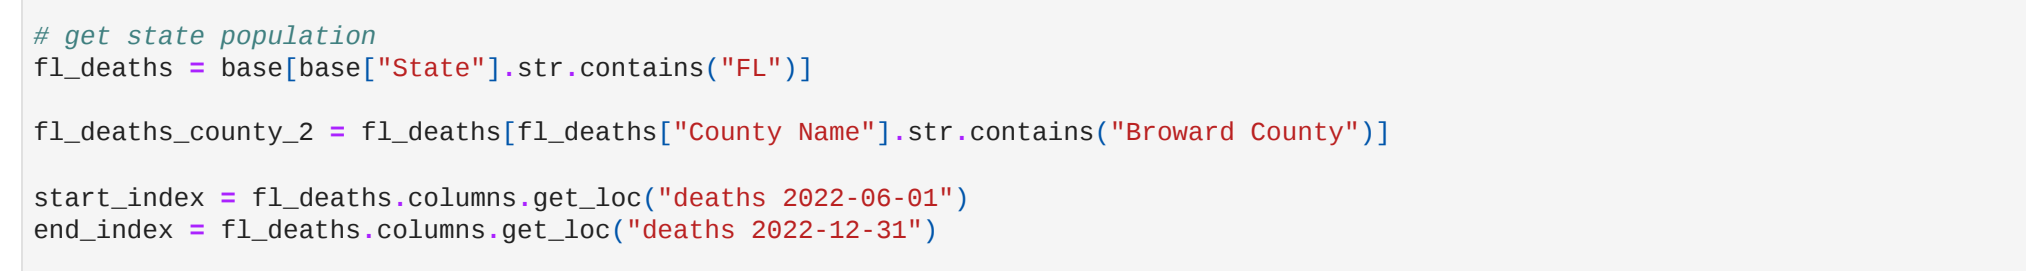 # get state population
fl_deaths = base[base["State"].str.contains("FL")]
fl_deaths_county_2 = fl_deaths[fl_deaths["County Name"].str.contains("Broward County")]
start_index = fl_deaths.columns.get_loc("deaths 2022-06-01")
end_index = fl_deaths.columns.get_loc("deaths 2022-12-31")